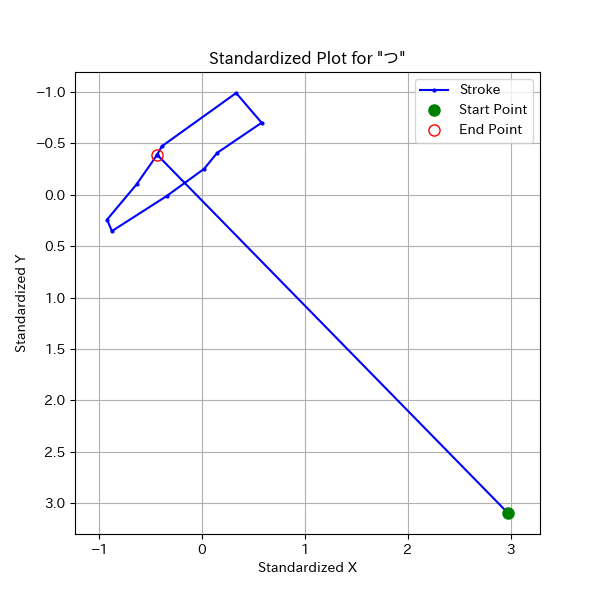 Standardized Plot for "つ"
Stroke
Start Point
End Point
−1.0
−0.5
0.0
0.5
1.0
1.5
2.0
2.5
3.0
Standardized Y
−1 0 1 2 3
Standardized X